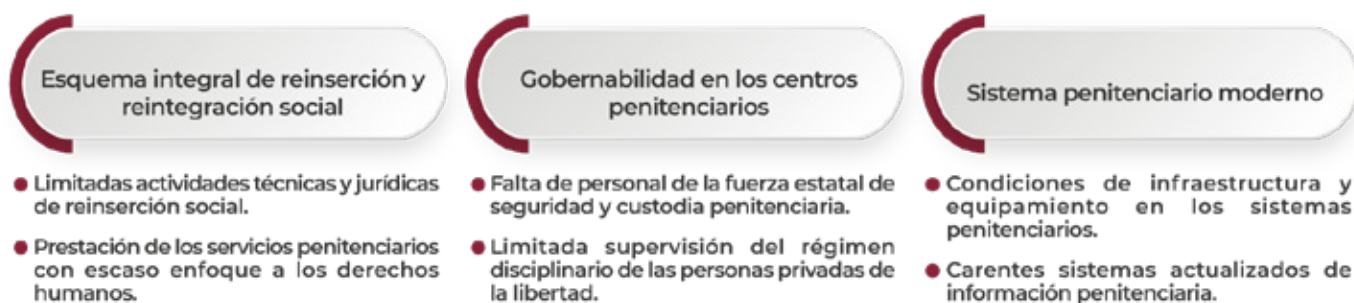 Esquema integral de reinserción y
reintegración social
Limitadas actividades técnicas y jurídicas
de reinserción social.
Prestación de los servicios penitenciarios
con escaso enfoque a los derechos
humanos.
Gobernabilidad en los centros
penitenciarios
Falta de personal de la fuerza estatal de
seguridad y custodia penitenciaria.
Limitada supervisión del régimen
disciplinario de las personas privadas de
la libertad.
Sistema penitenciario moderno
Condiciones de infraestructura y
equipamiento en los sistemas
penitenciarios.
Carentes sistemas actualizados de
información penitenciaria.